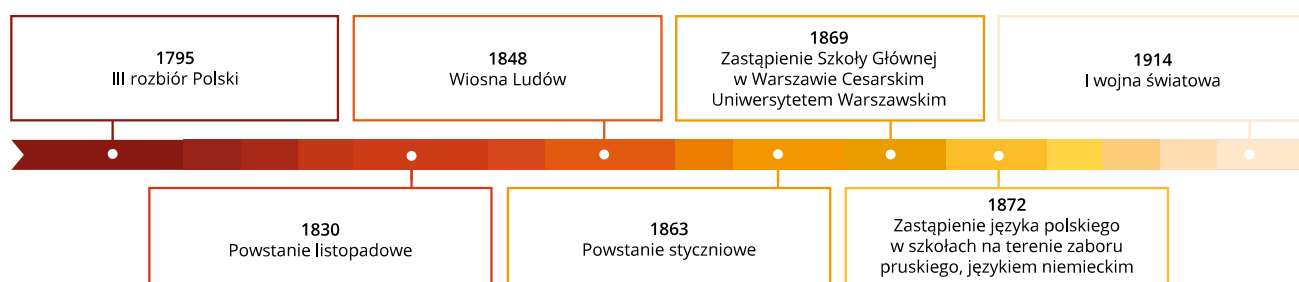 1795
III rozbiór Polski
1848
Wiosna Ludów
1869
Zastąpienie Szkoły Głównej
w Warszawie Cesarskim
Uniwersytetem Warszawskim
1914
I wojna światowa
1830
Powstanie listopadowe
1863
Powstanie styczniowe
1872
Zastąpienie języka polskiego
w szkołach na terenie zaboru
pruskiego, językiem niemieckim